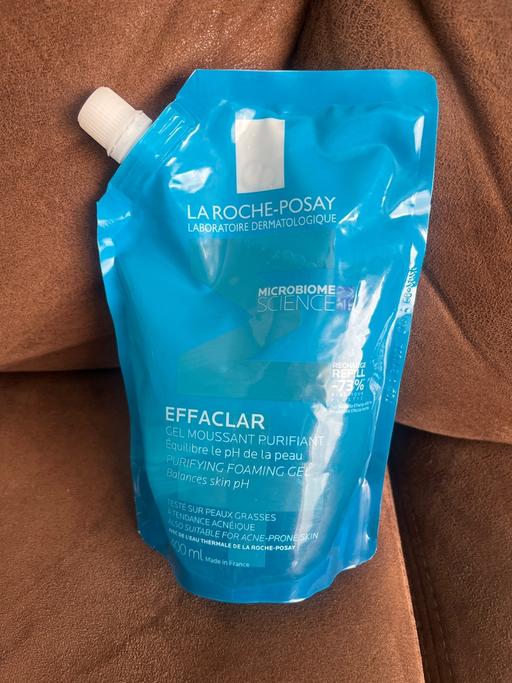 LA ROCHE-POSAY
LABORATOIRE DERMATOLOGIQUE
MICROBIOME
SCIENCE
RECHARGE
REFILL
-73%
EFFACLAR
GEL MOUSSANT PURIFIANT
Équilibre le pH de la peau
PURIFYING FOAMING GEL
Balances skin pH
TESTÉ SUR PEAUX GRASSES
À TENDANCE ACNÉIQUE
ALSO SUITABLE FOR ACNE-PRONE SKIN
AVEC DE L'EAU THERMALE DE LA ROCHE-POSAY
400 ml Made in France